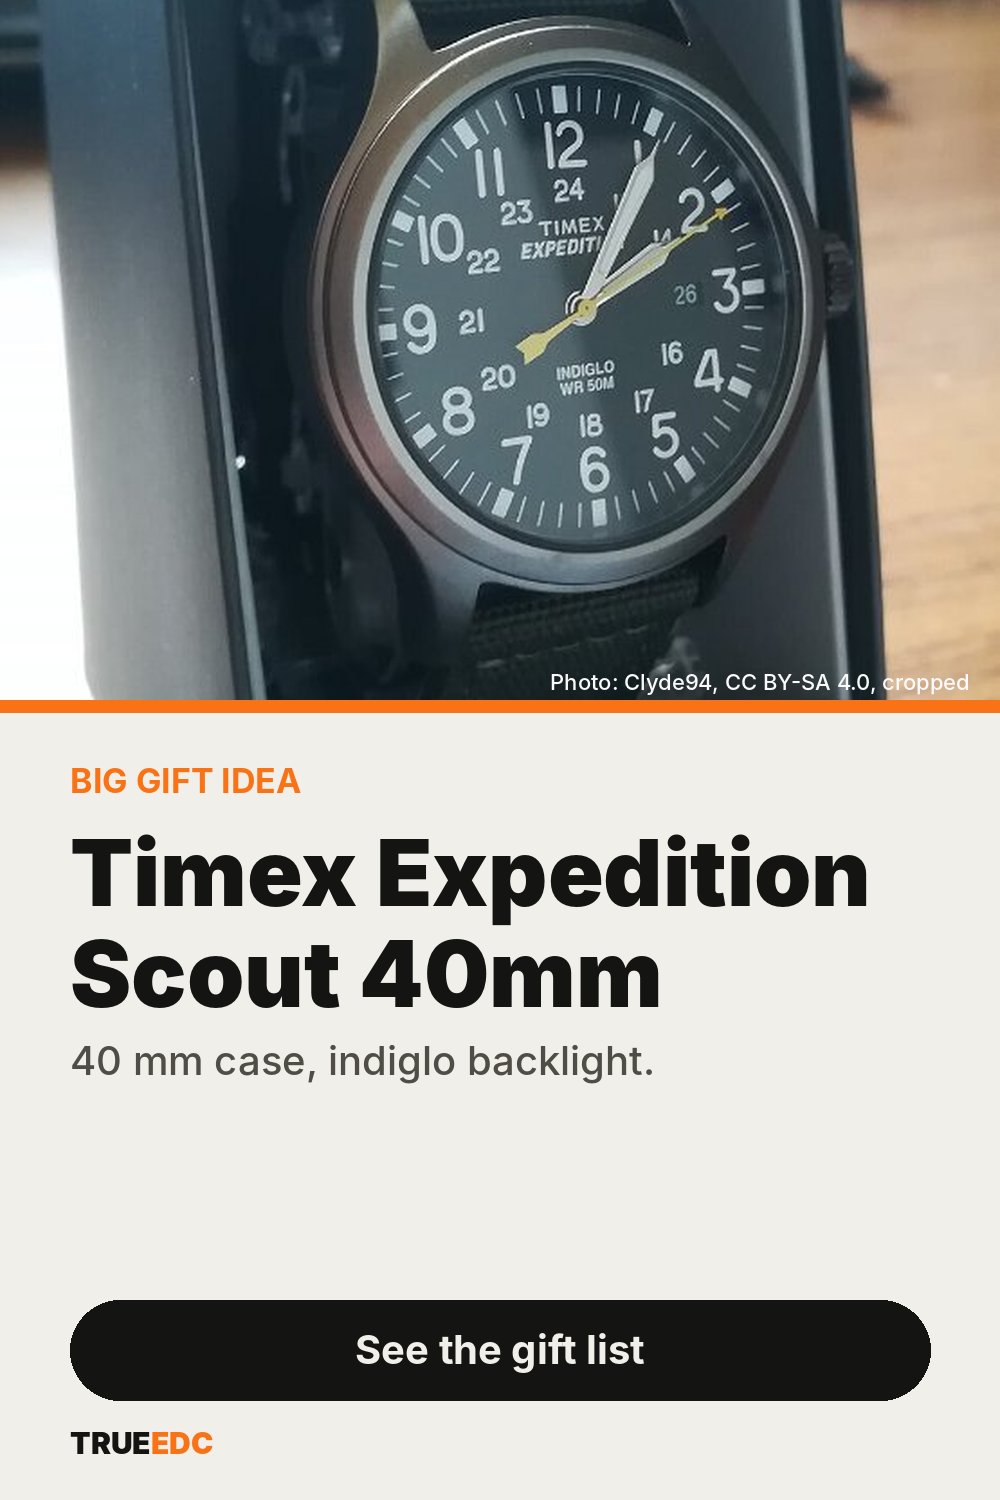 12
11
24
2
23
TIMEX
10
EXPEDITI
14
22
26
3
9
21
16
INDIGLO
4
20
WR 50M
8
17
19
18
5
7
6
Photo: Clyde94, CC BY-SA 4.0, cropped
BIG GIFT IDEA
Timex Expedition
Scout 40mm
40 mm case, indiglo backlight.
See the gift list
TRUEEDC